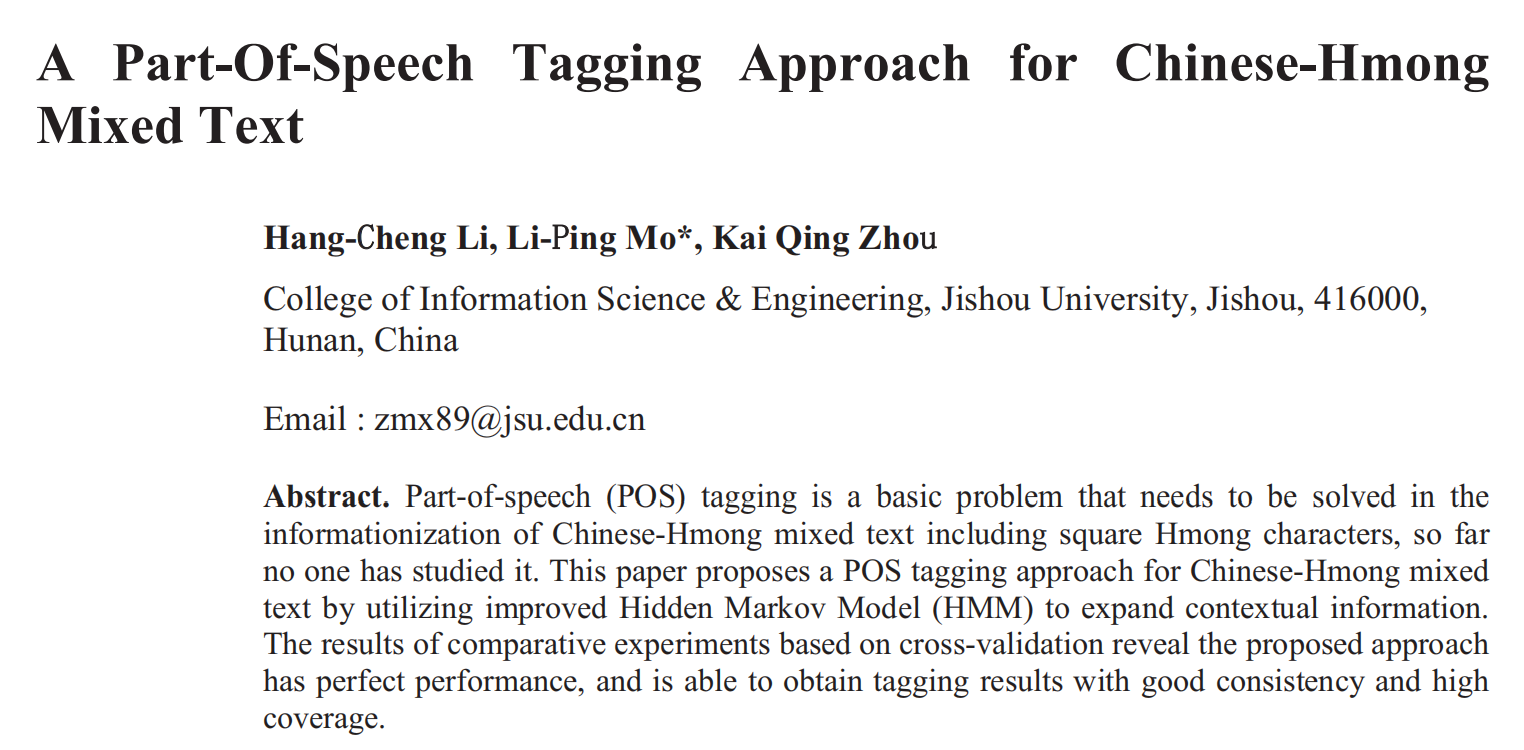 A Part-Of-Speech Tagging Approach for Chinese-Hmong
Mixed Text
Hang-Cheng Li, Li-Ping Mo*, Kai Qing Zhou
College of Information Science & Engineering, Jishou University, Jishou, 416000,
Hunan, China
Email : zmx89@jsu.edu.cn
Abstract. Part-of-speech (POS) tagging is a basic problem that needs to be solved in the
informationization of Chinese-Hmong mixed text including square Hmong characters, so far
no one has studied it. This paper proposes a POS tagging approach for Chinese-Hmong mixed
text by utilizing improved Hidden Markov Model (HMM) to expand contextual information.
The results of comparative experiments based on cross-validation reveal the proposed approach
has perfect performance, and is able to obtain tagging results with good consistency and high
coverage.